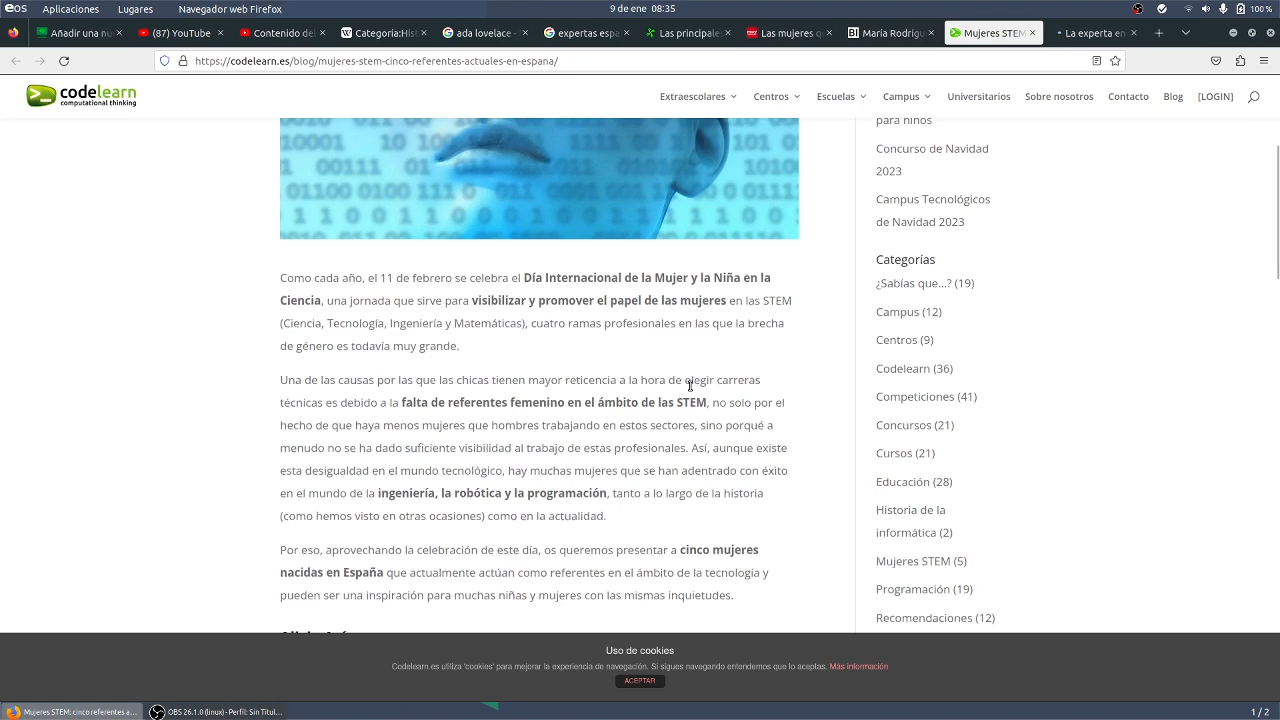 Aplicaciones Lugares Navegador web Firefox 9 de ene 08:35 100 %
Añadir una nu (87) YouTube Contenido de Categoría:His ada lovelace - expertas espa Las principale: Las mujeres q María Rodrig Mujeres STEM La experta en
https://codelearn.es/blog/mujeres-stem-cinco-referentes-actuales-en-espana/
codelearn
computational thinking
Extraescolares Centros Escuelas Campus Universitarios Sobre nosotros Contacto Blog [LOGIN]
para niños
Concurso de Navidad
2023
Campus Tecnológicos
de Navidad 2023
Categorías
¿Sabías que...? (19)
Campus (12)
Centros (9)
Codelearn (36)
Competiciones (41)
Concursos (21)
Cursos (21)
Educación (28)
Historia de la
informática (2)
Mujeres STEM (5)
Programación (19)
Recomendaciones (12)
Como cada año, el 11 de febrero se celebra el Día Internacional de la Mujer y la Niña en la
Ciencia, una jornada que sirve para visibilizar y promover el papel de las mujeres en las STEM
(Ciencia, Tecnología, Ingeniería y Matemáticas), cuatro ramas profesionales en las que la brecha
de género es todavía muy grande.
Una de las causas por las que las chicas tienen mayor reticencia a la hora de elegir carreras
técnicas es debido a la falta de referentes femenino en el ámbito de las STEM, no solo por el
hecho de que haya menos mujeres que hombres trabajando en estos sectores, sino porqué a
menudo no se ha dado suficiente visibilidad al trabajo de estas profesionales. Así, aunque existe
esta desigualdad en el mundo tecnológico, hay muchas mujeres que se han adentrado con éxito
en el mundo de la ingeniería, la robótica y la programación, tanto a lo largo de la historia
(como hemos visto en otras ocasiones) como en la actualidad.
Por eso, aprovechando la celebración de este día, os queremos presentar a cinco mujeres
nacidas en España que actualmente actúan como referentes en el ámbito de la tecnología y
pueden ser una inspiración para muchas niñas y mujeres con las mismas inquietudes.
Uso de cookies
Codelearn.es utiliza 'cookies' para mejorar la experiencia de navegación. Si sigues navegando entendemos que lo aceptas. Más información
ACEPTAR
Mujeres STEM: cinco referentes a... OBS 26.1.0 (linux) - Perfil: Sin Titul... 1 / 2